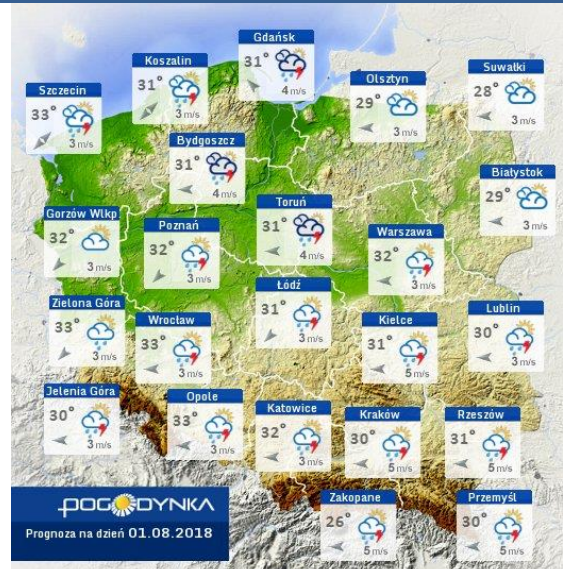 Gdańsk
31°
4 m/s
Koszalin
31°
3 m/s
Suwałki
28°
3 m/s
Olsztyn
29°
3 m/s
Szczecin
33°
3 m/s
Bydgoszcz
31°
4 m/s
Białystok
29°
3 m/s
Toruń
31°
4 m/s
Gorzów Wlkp
32°
3 m/s
Poznań
32°
3 m/s
Warszawa
32°
3 m/s
Łódź
31°
3 m/s
Zielona Góra
33°
3 m/s
Lublin
30°
3 m/s
Wrocław
33°
3 m/s
Kielce
31°
5 m/s
Jelenia Góra
30°
3 m/s
Opole
33°
3 m/s
Katowice
32°
3 m/s
Kraków
30°
5 m/s
Rzeszów
31°
5 m/s
Zakopane
26°
5 m/s
Przemyśl
30°
5 m/s
POGODYNKA
Prognoza na dzień 01.08.2018